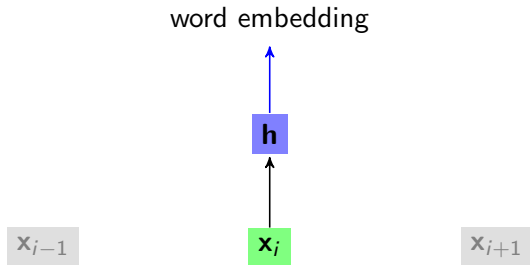 word embedding
h
x_{i−1} x_i x_{i+1}